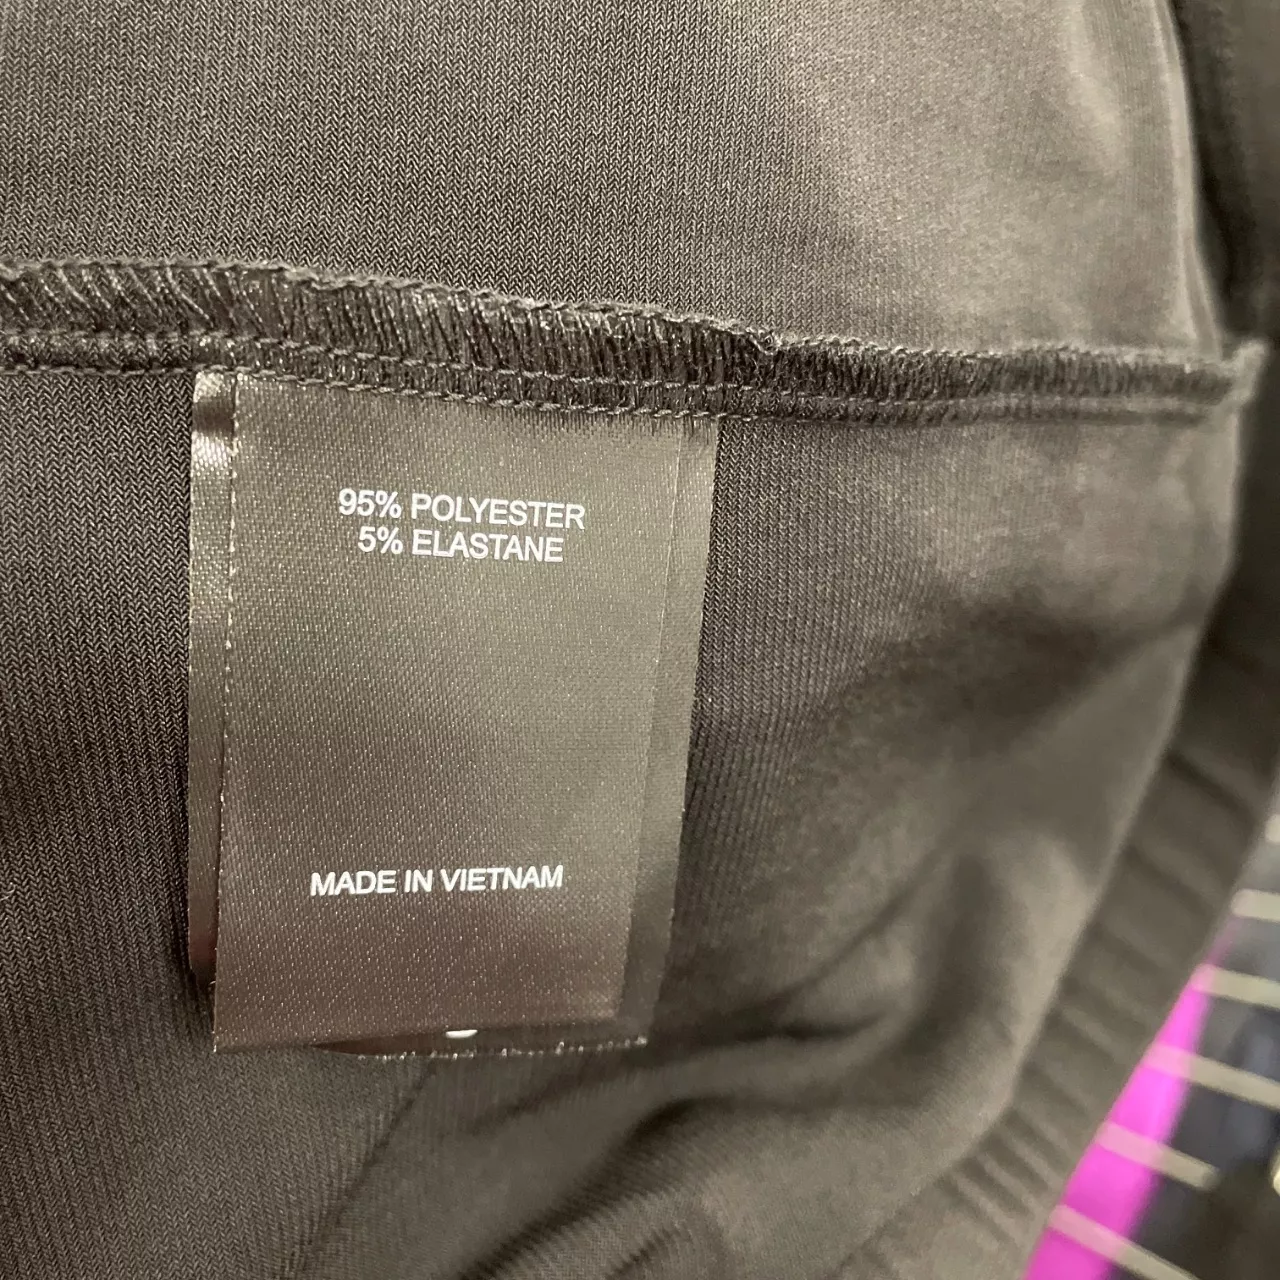 95% POLYESTER
5% ELASTANE
MADE IN VIETNAM